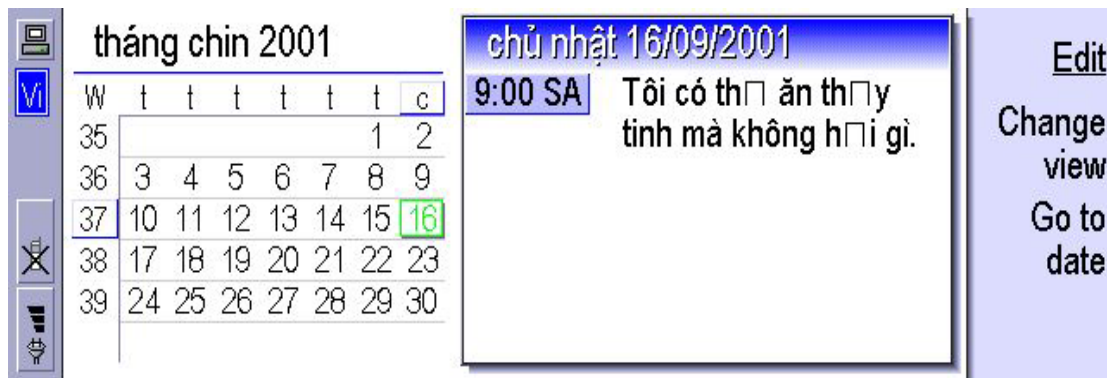 Vi
tháng chin 2001
W t t t t t t c
35 1 2
36 3 4 5 6 7 8 9
37 10 11 12 13 14 15 16
38 17 18 19 20 21 22 23
39 24 25 26 27 28 29 30
chủ nhật 16/09/2001
9:00 SA Tôi có th□ ăn th□y
tinh mà không h□i gì.
Edit
Change
view
Go to
date